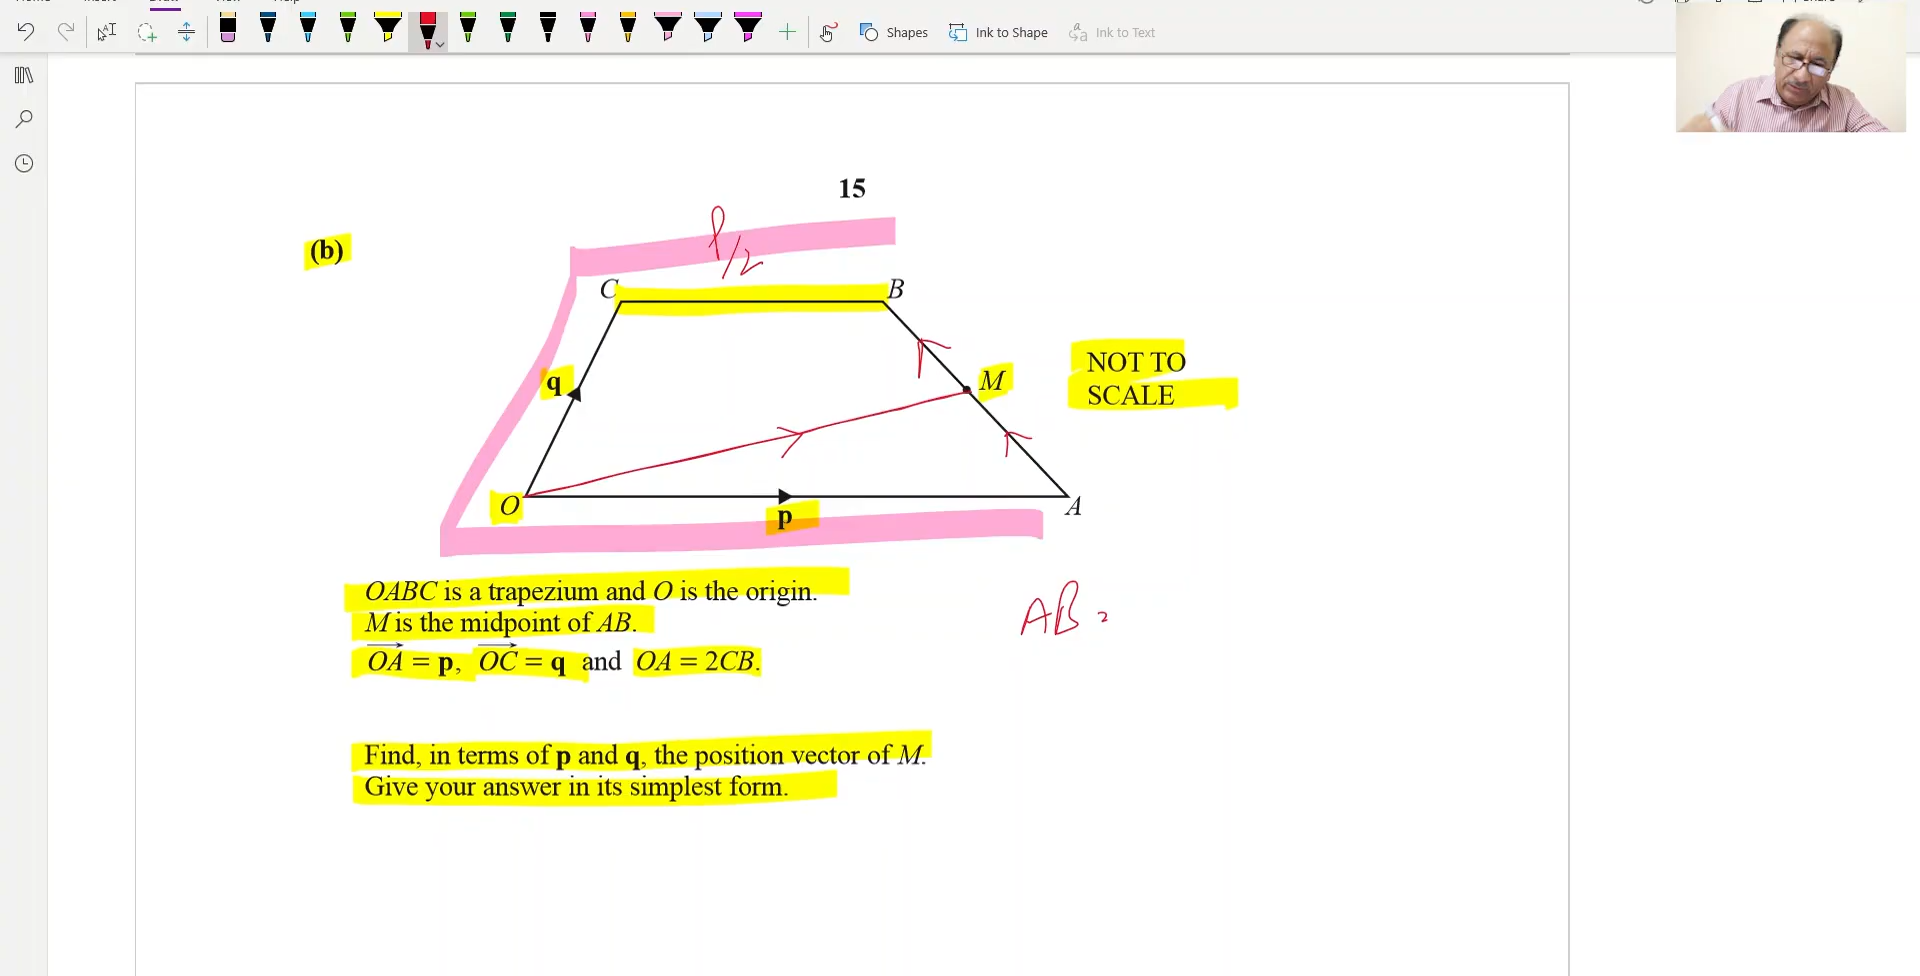 Shapes
Ink to Shape
Ink to Text
15
(b)
p/2
C
B
q
M
NOT TO
SCALE
O
p
A
OABC is a trapezium and O is the origin.
M is the midpoint of AB.
OA = p, OC = q and OA = 2CB.
AB =
Find, in terms of p and q, the position vector of M.
Give your answer in its simplest form.